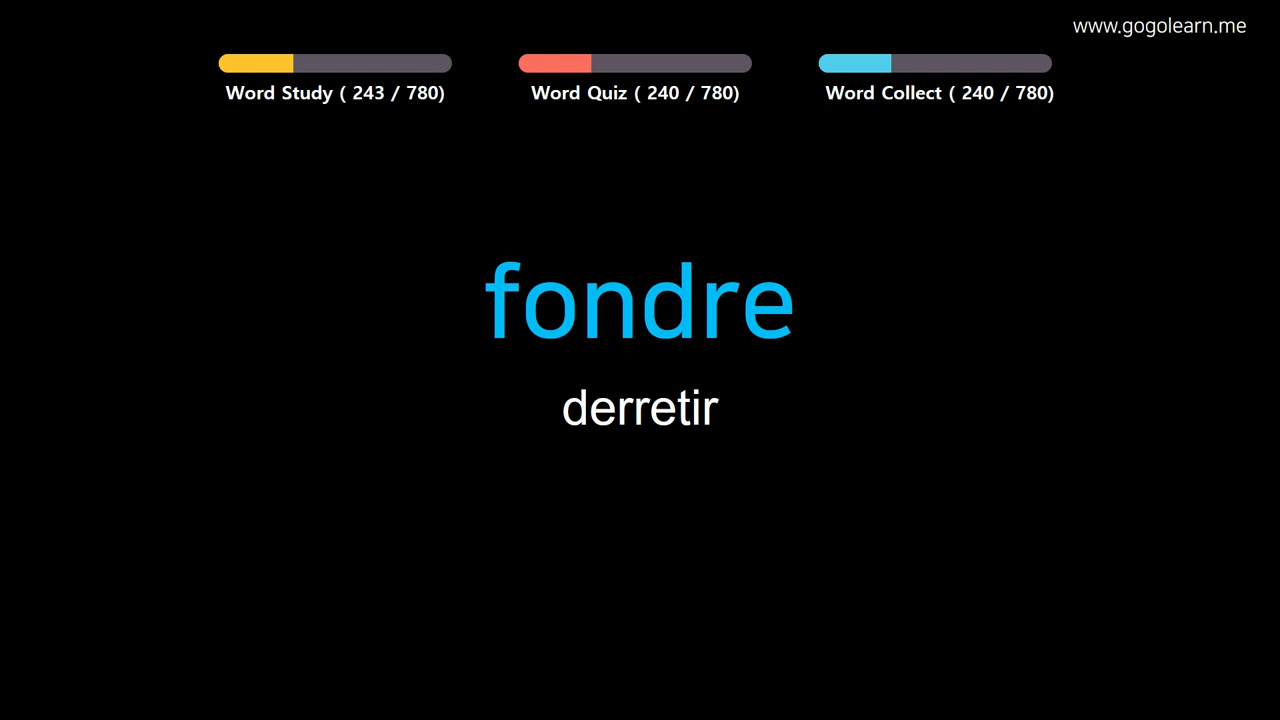 www.gogolearn.me
Word Study ( 243 / 780)
Word Quiz ( 240 / 780)
Word Collect ( 240 / 780)
fondre
derretir